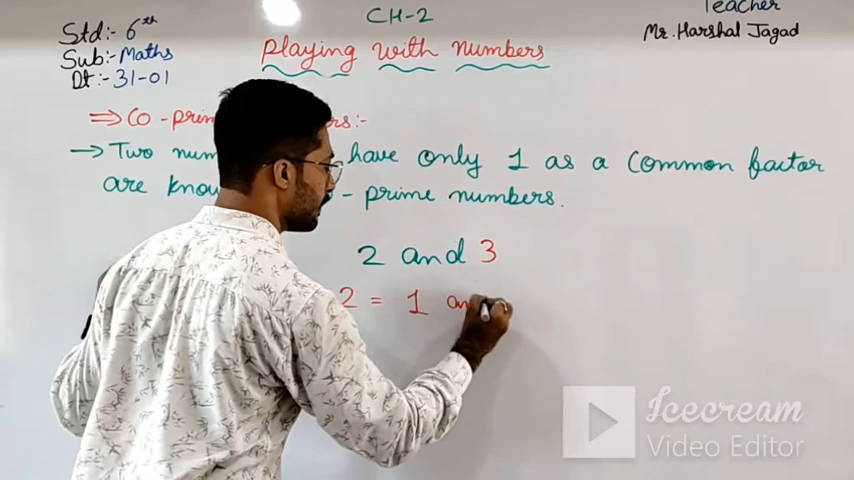 CH-2
Teacher
Std:- 6th
Mr. Harshal Jagad
Sub:- Maths
Playing with numbers
Dt:- 31-01
⇒ Co-prim rs:-
→ Two num have only 1 as a common factor
are know - prime numbers.
2 and 3
2 = 1 an
Icecream
Video Editor